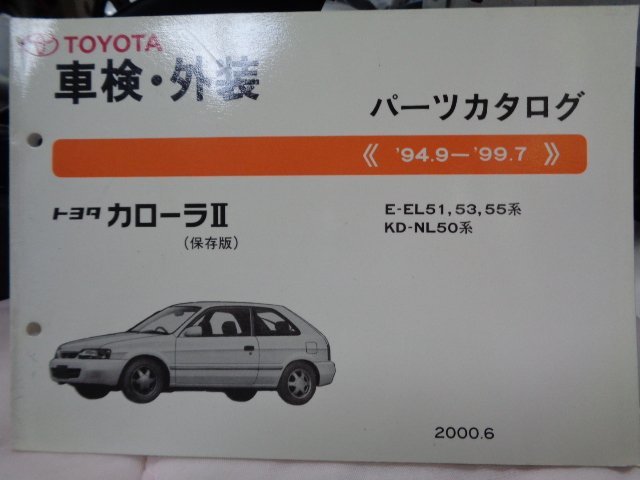 TOYOTA
車検・外装
パーツカタログ
《 '94.9−'99.7 》
トヨタ カローラⅡ
(保存版)
E-EL51, 53, 55系
KD-NL50系
2000.6